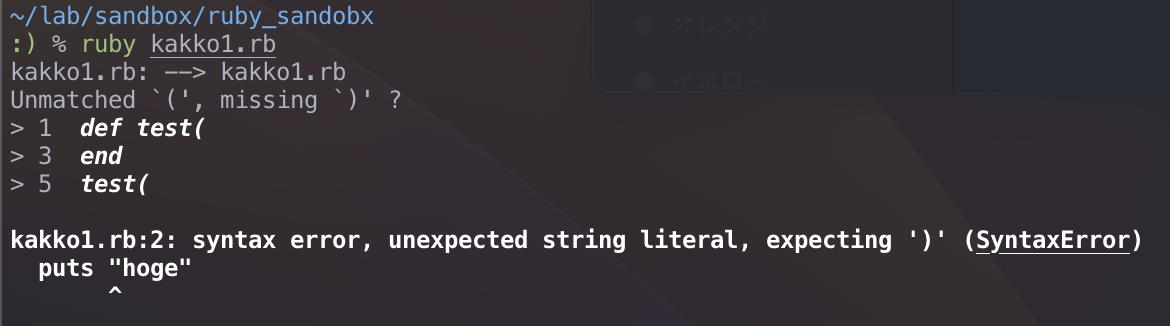 ~/lab/sandbox/ruby_sandobx
オレンジ
:) % ruby kakko1.rb
kakko1.rb: --> kakko1.rb
イエロー
Unmatched `(', missing `)' ?
> 1  def test(
> 3  end
> 5  test(
kakko1.rb:2: syntax error, unexpected string literal, expecting ')' (SyntaxError)
  puts "hoge"
       ^